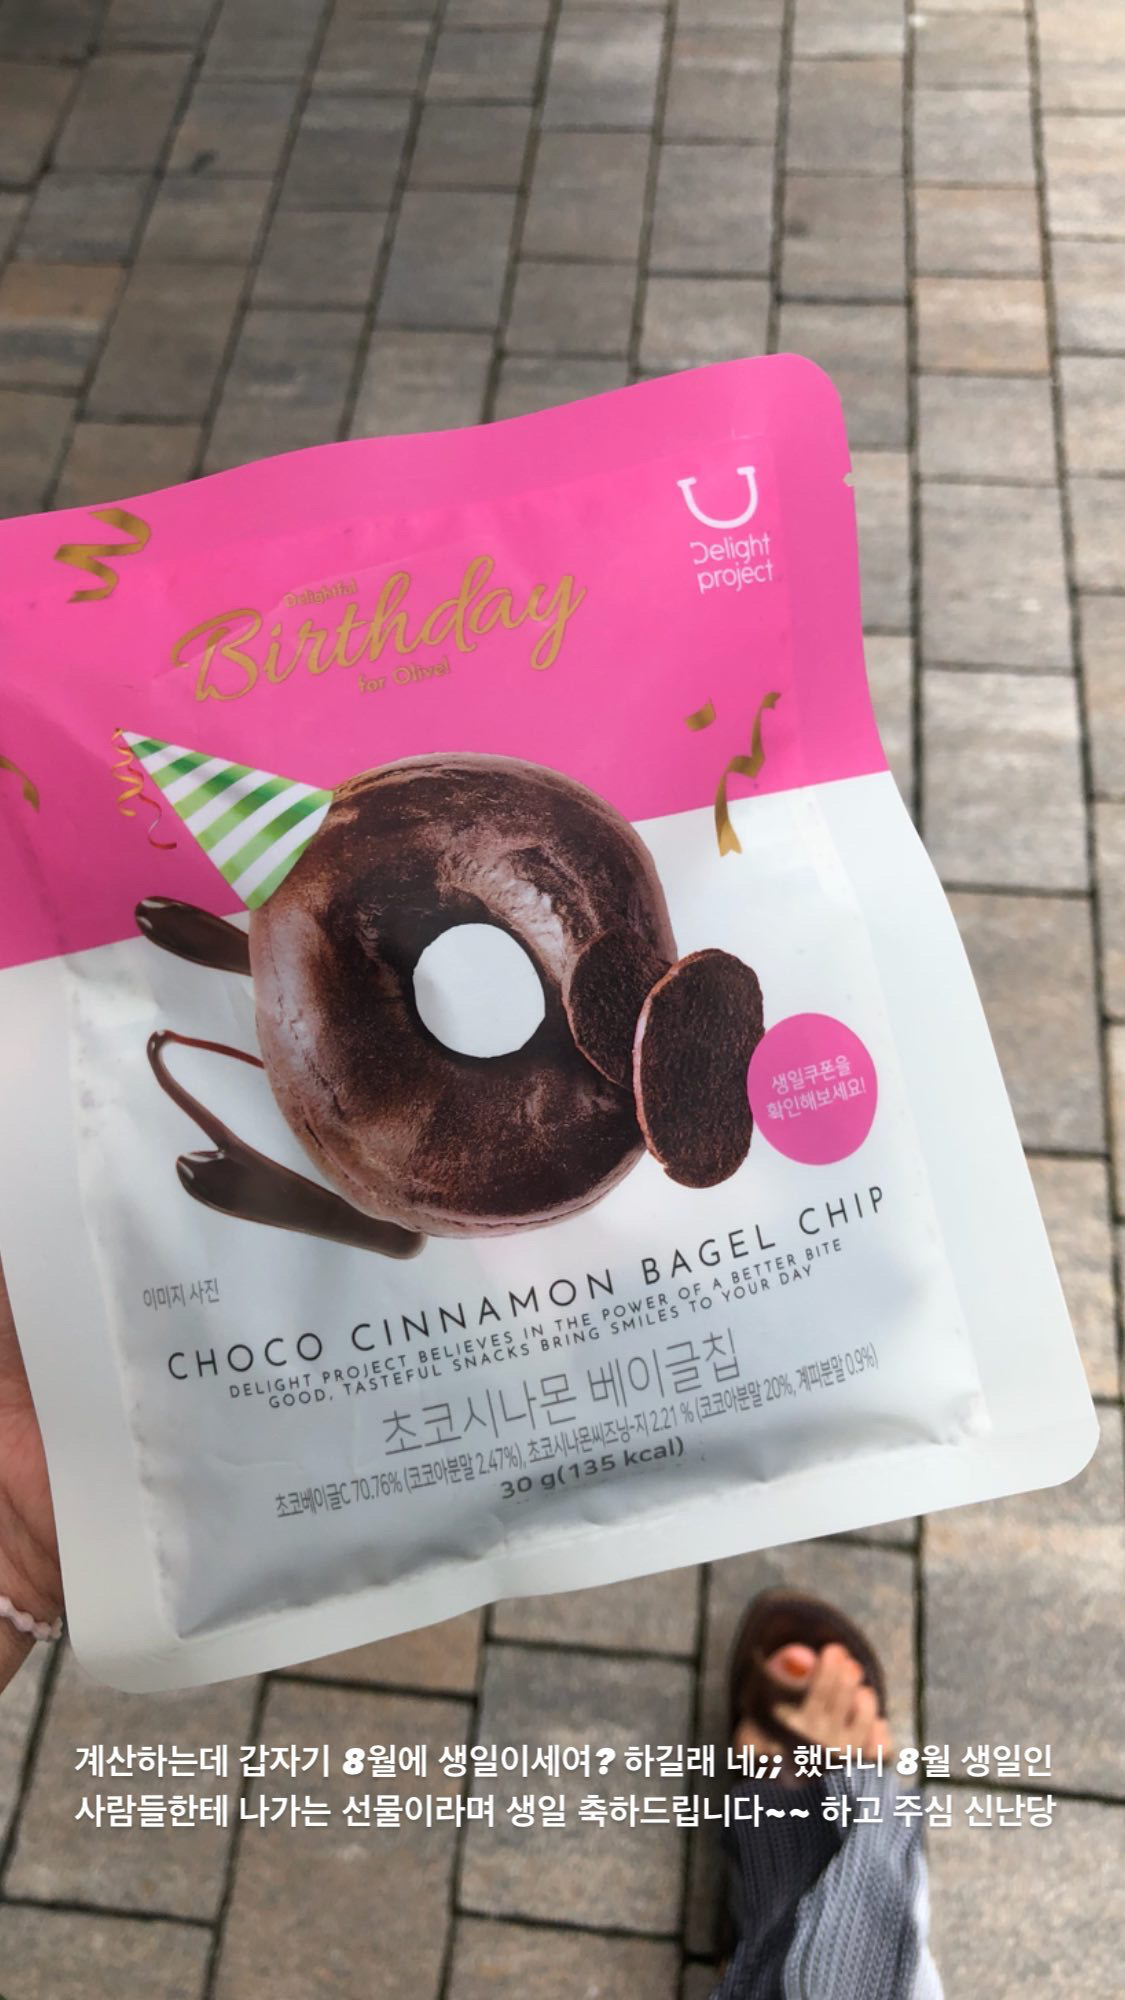 Delight
project
Delightful
Birthday
for Olive!
생일쿠폰을
확인해보세요!
이미지 사진
CHOCO CINNAMON BAGEL CHIP
DELIGHT PROJECT BELIEVES IN THE POWER OF A BETTER BITE
GOOD, TASTEFUL SNACKS BRING SMILES TO YOUR DAY
초코시나몬 베이글칩
초코베이글C 70.76% (코코아분말 2.47%), 초코시나몬씨즈닝-지 2.21 % (코코아분말 20%, 계피분말 0.9%)
30 g(135 kcal)
계산하는데 갑자기 8월에 생일이세여? 하길래 네;; 했더니 8월 생일인
사람들한테 나가는 선물이라며 생일 축하드립니다~~ 하고 주심 신난당